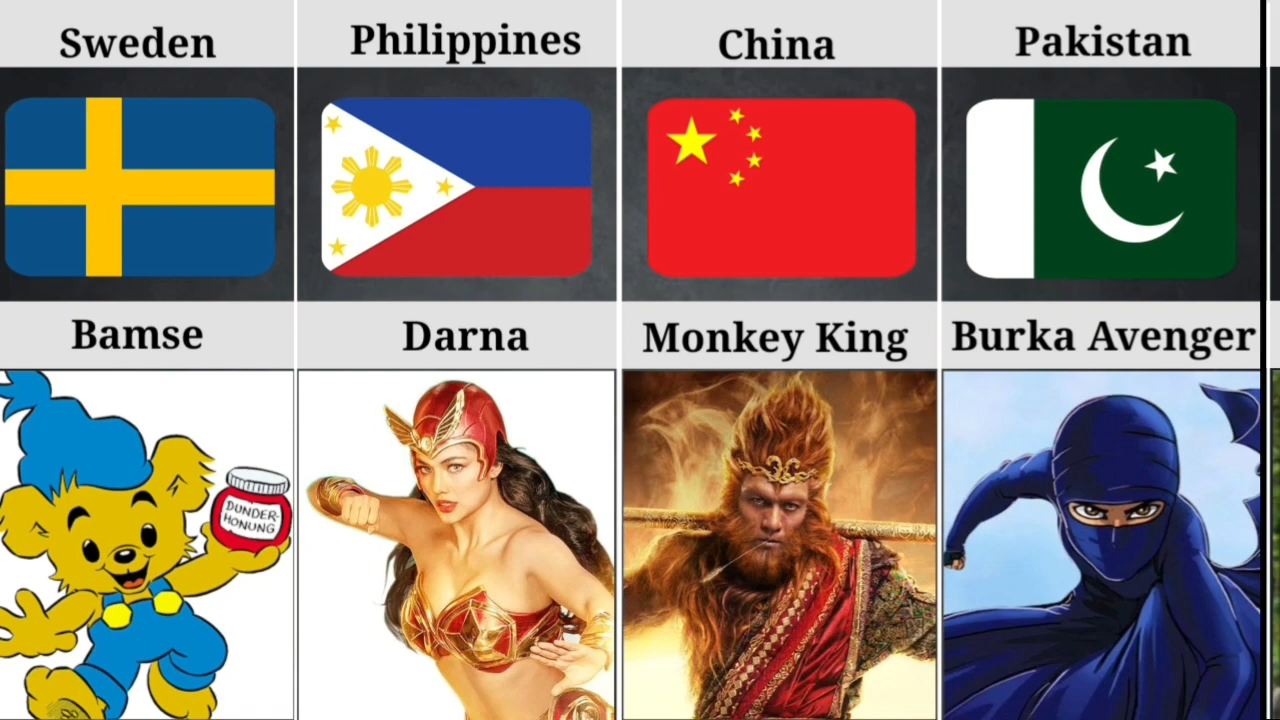 Sweden
Philippines
China
Pakistan
Bamse
Darna
Monkey King
Burka Avenger
DUNDER-
HONUNG